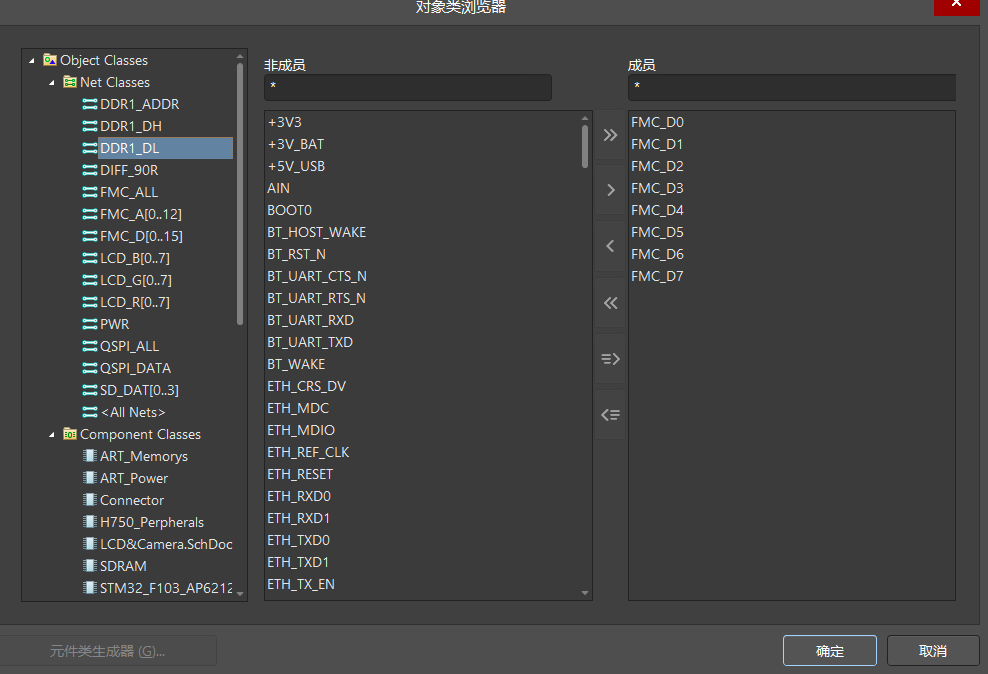 对象类浏览器
Object Classes
Net Classes
DDR1_ADDR
DDR1_DH
DDR1_DL
DIFF_90R
FMC_ALL
FMC_A[0..12]
FMC_D[0..15]
LCD_B[0..7]
LCD_G[0..7]
LCD_R[0..7]
PWR
QSPI_ALL
QSPI_DATA
SD_DAT[0..3]
<All Nets>
Component Classes
ART_Memorys
ART_Power
Connector
H750_Perpherals
LCD&Camera.SchDoc
SDRAM
STM32_F103_AP6212
非成员
*
+3V3
+3V_BAT
+5V_USB
AIN
BOOT0
BT_HOST_WAKE
BT_RST_N
BT_UART_CTS_N
BT_UART_RTS_N
BT_UART_RXD
BT_UART_TXD
BT_WAKE
ETH_CRS_DV
ETH_MDC
ETH_MDIO
ETH_REF_CLK
ETH_RESET
ETH_RXD0
ETH_RXD1
ETH_TXD0
ETH_TXD1
ETH_TX_EN
成员
*
FMC_D0
FMC_D1
FMC_D2
FMC_D3
FMC_D4
FMC_D5
FMC_D6
FMC_D7
元件类生成器 (G)...
确定
取消